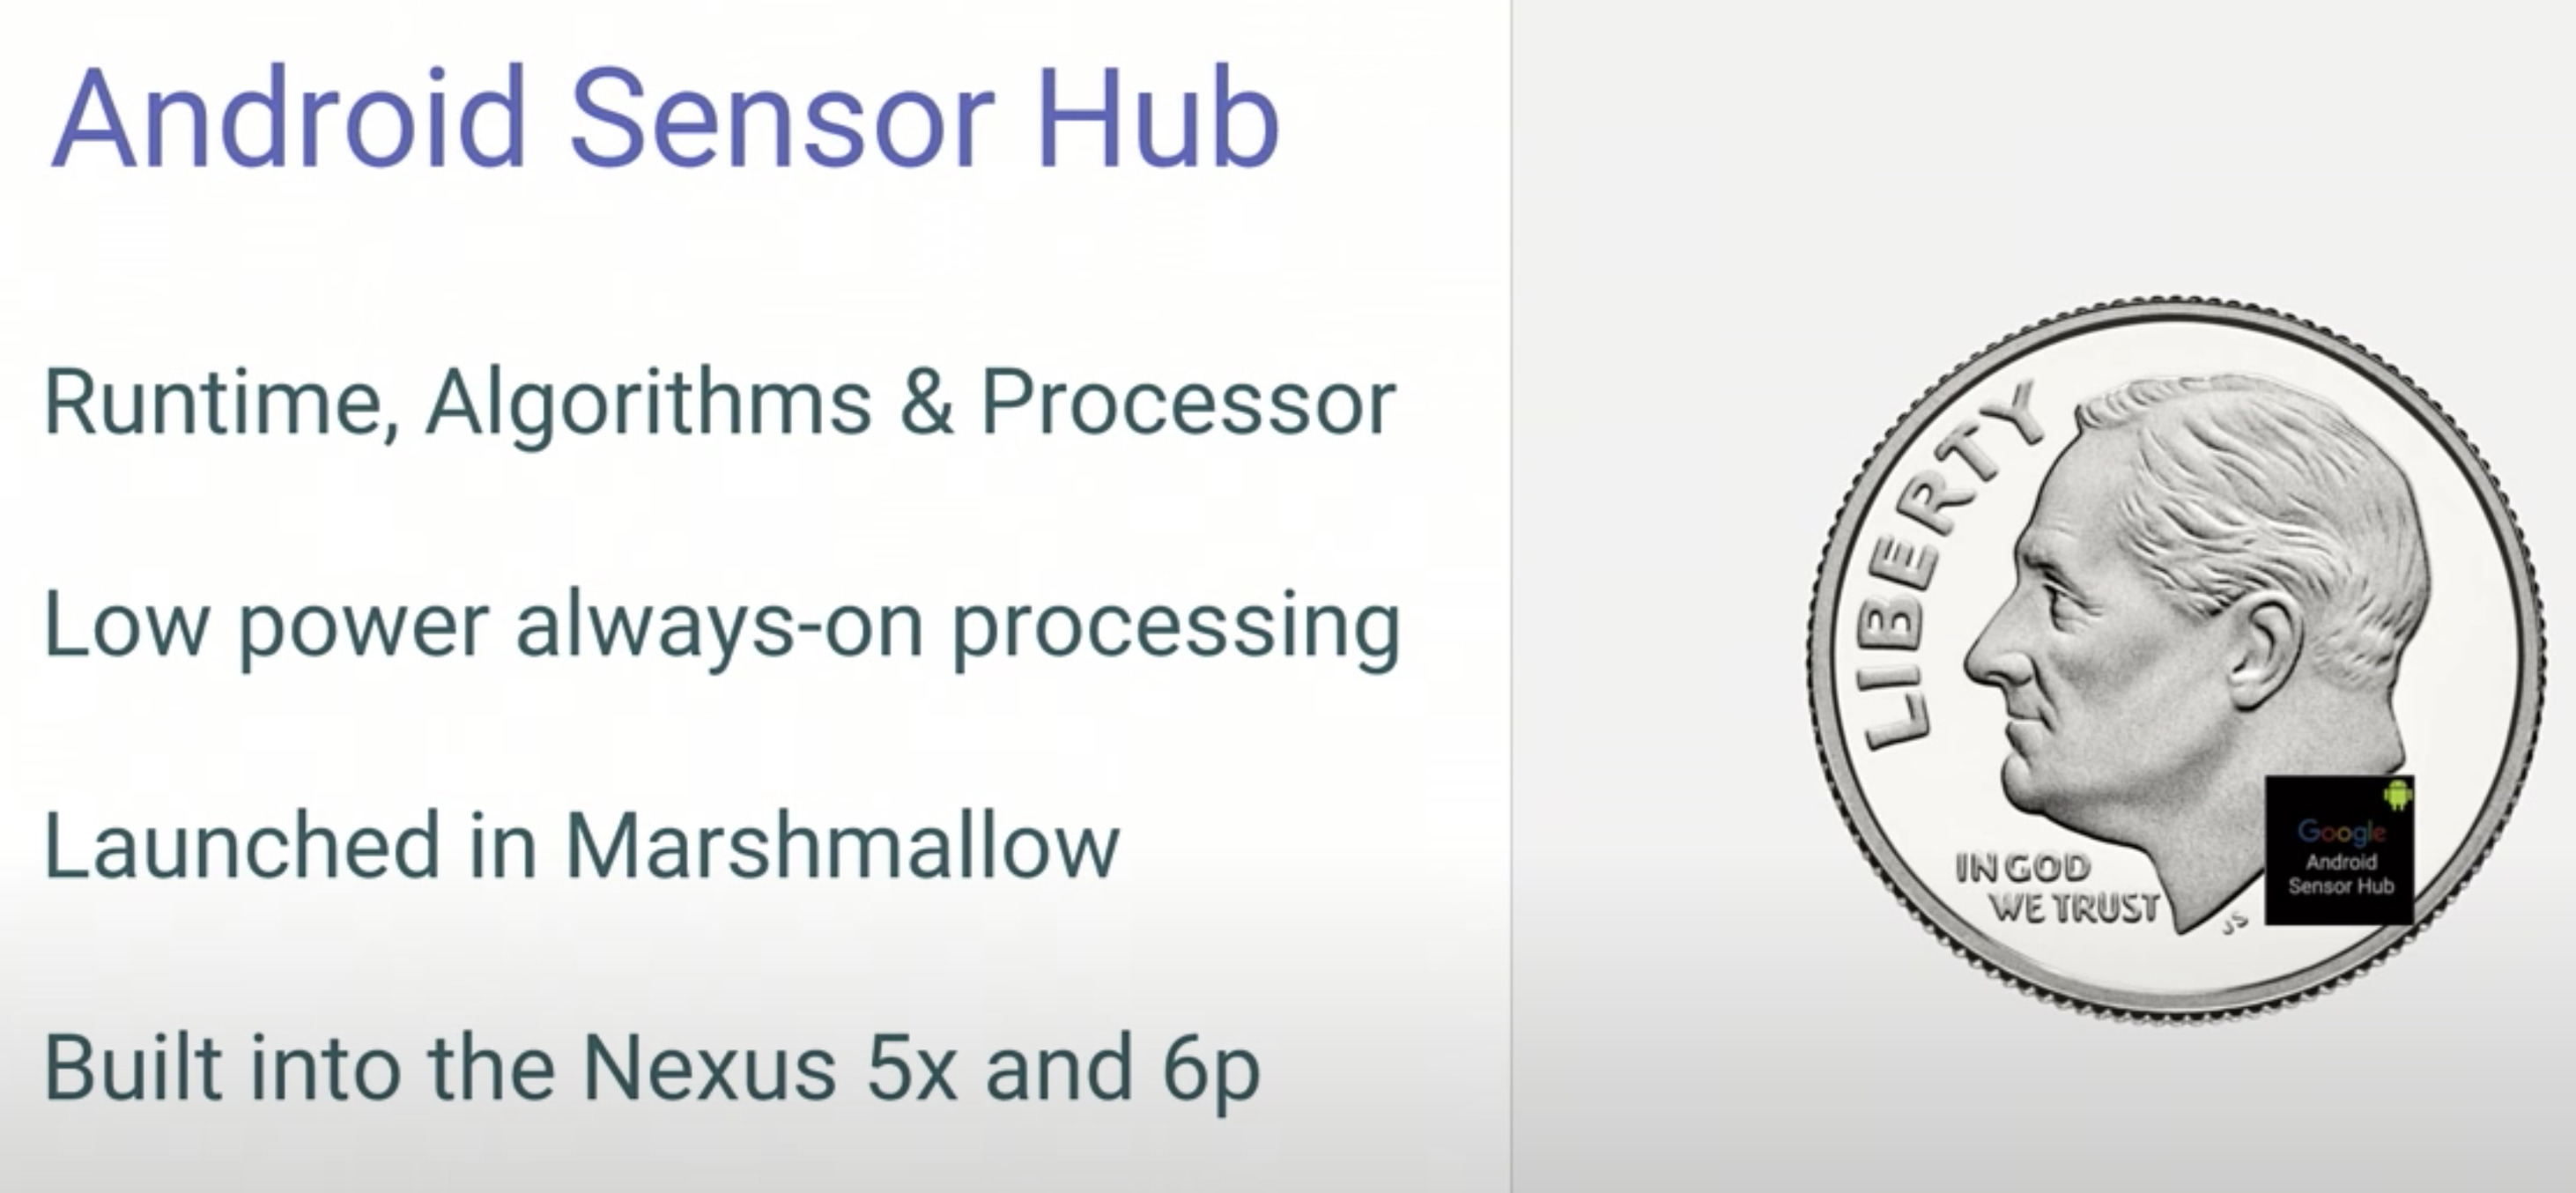 Android Sensor Hub
Runtime, Algorithms & Processor
Low power always-on processing
Launched in Marshmallow
Built into the Nexus 5x and 6p
LIBERTY
IN GOD
WE TRUST
JS
Google
Android
Sensor Hub